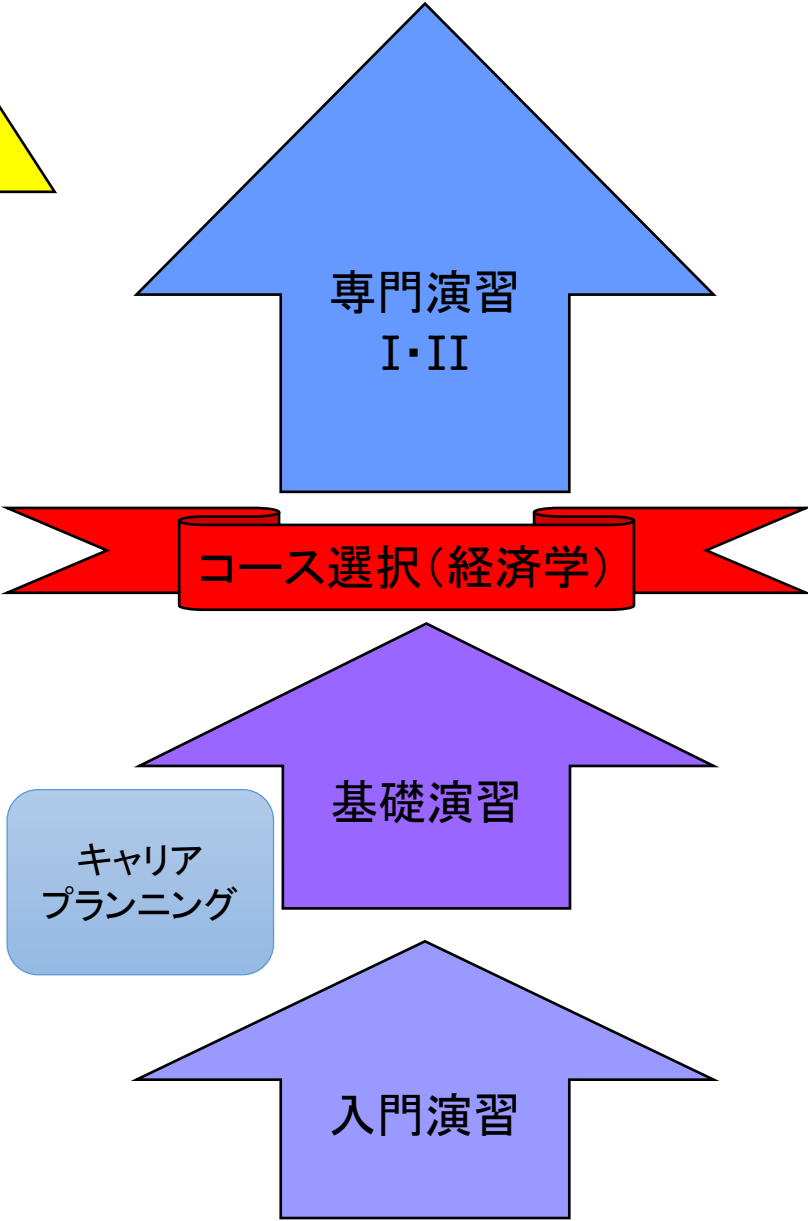 専門演習
I・II
コース選択(経済学)
基礎演習
キャリア
プランニング
入門演習